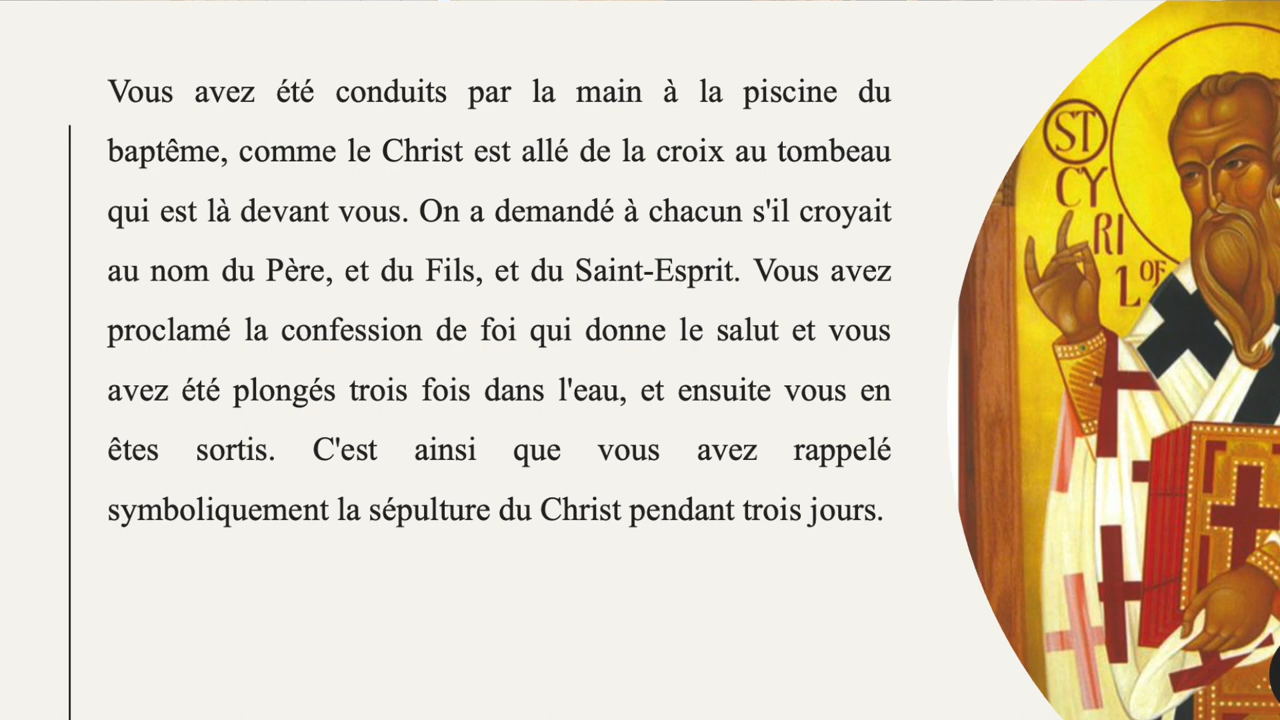 Vous avez été conduits par la main à la piscine du
baptême, comme le Christ est allé de la croix au tombeau
qui est là devant vous. On a demandé à chacun s'il croyait
au nom du Père, et du Fils, et du Saint-Esprit. Vous avez
proclamé la confession de foi qui donne le salut et vous
avez été plongés trois fois dans l'eau, et ensuite vous en
êtes sortis. C'est ainsi que vous avez rappelé
symboliquement la sépulture du Christ pendant trois jours.
ST
CY
RI
L OF